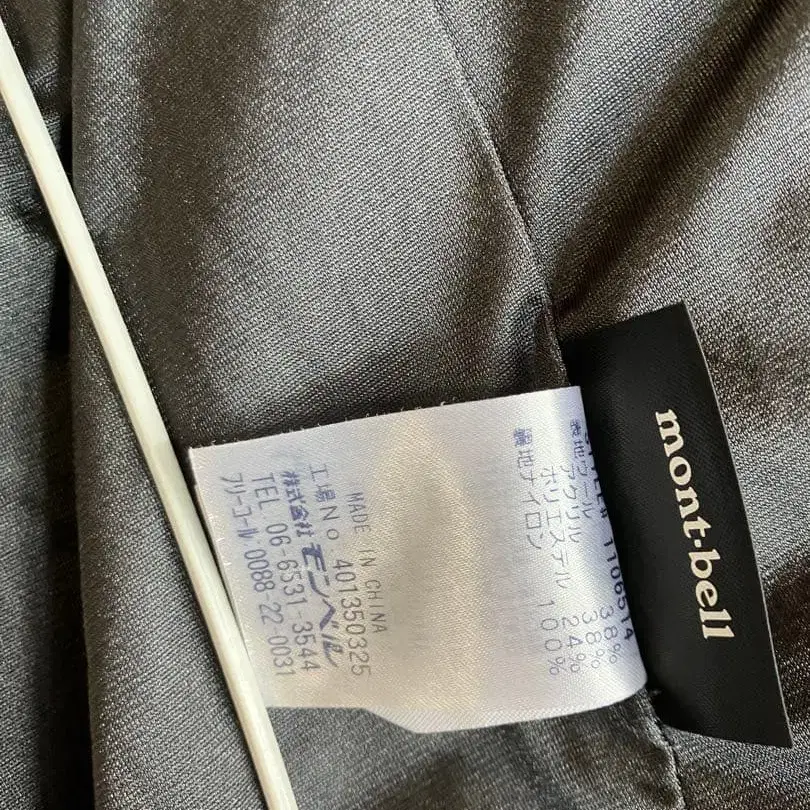 mont-bell
STYLE# 1106514
表地ウール 38%
アクリル 38%
ポリエステル 24%
裏地ナイロン 100%
MADE IN CHINA
工場No 401350325
株式会社モンベル
TEL 06-6531-3544
フリーコール 0088-22-0031